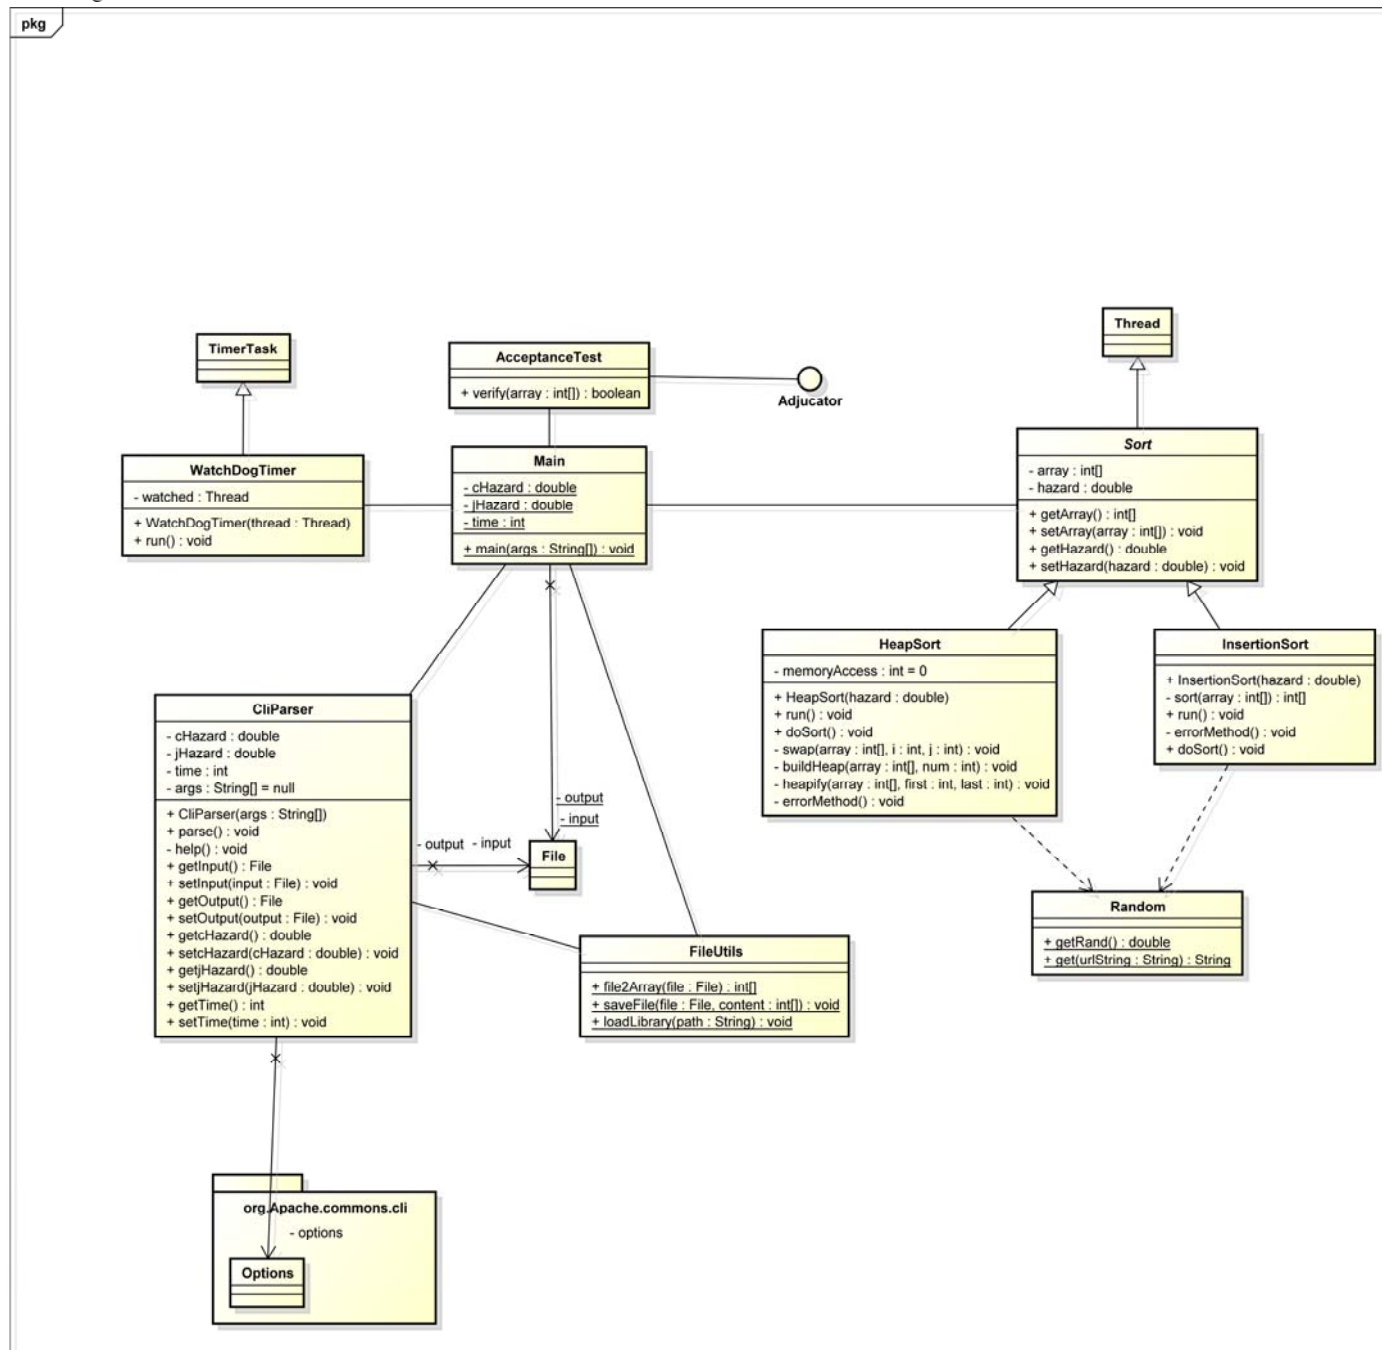 pkg
TimerTask
WatchDogTimer
- watched : Thread
+ WatchDogTimer(thread : Thread)
+ run() : void
AcceptanceTest
+ verify(array : int[]) : boolean
Adjucator
Main
- cHazard : double
- jHazard : double
- time : int
+ main(args : String[]) : void
Thread
Sort
- array : int[]
- hazard : double
+ getArray() : int[]
+ setArray(array : int[]) : void
+ getHazard() : double
+ setHazard(hazard : double) : void
HeapSort
- memoryAccess : int = 0
+ HeapSort(hazard : double)
+ run() : void
+ doSort() : void
- swap(array : int[], i : int, j : int) : void
- buildHeap(array : int[], num : int) : void
- heapify(array : int[], first : int, last : int) : void
- errorMethod() : void
InsertionSort
+ InsertionSort(hazard : double)
- sort(array : int[]) : int[]
+ run() : void
- errorMethod() : void
+ doSort() : void
CliParser
- cHazard : double
- jHazard : double
- time : int
- args : String[] = null
+ CliParser(args : String[])
+ parse() : void
- help() : void
+ getInput() : File
+ setInput(input : File) : void
+ getOutput() : File
+ setOutput(output : File) : void
+ getcHazard() : double
+ setcHazard(cHazard : double) : void
+ getjHazard() : double
+ setjHazard(jHazard : double) : void
+ getTime() : int
+ setTime(time : int) : void
- output
- input
- output - input
File
FileUtils
+ file2Array(file : File) : int[]
+ saveFile(file : File, content : int[]) : void
+ loadLibrary(path : String) : void
Random
+ getRand() : double
+ get(urlString : String) : String
org.Apache.commons.cli
- options
Options